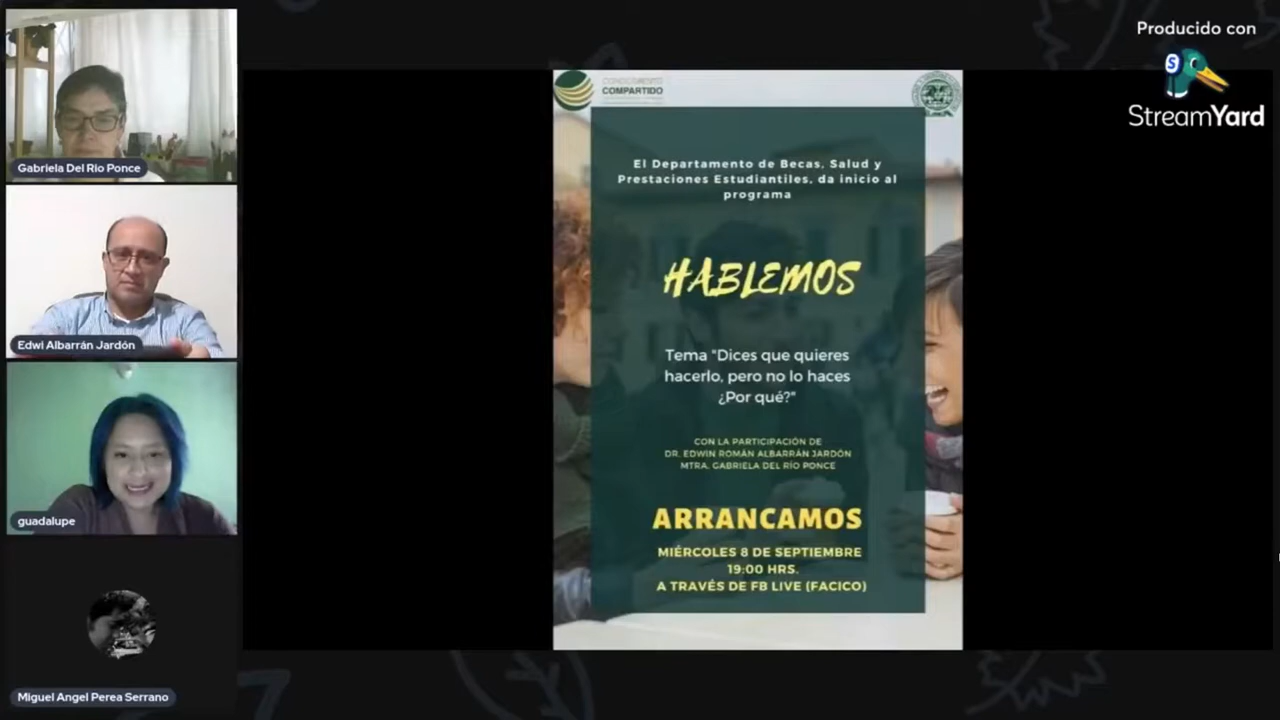 Gabriela Del Rio Ponce
Edwi Albarrán Jardón
guadalupe
Miguel Angel Perea Serrano
CONOCIMIENTO
COMPARTIDO
El Departamento de Becas, Salud y
Prestaciones Estudiantiles, da inicio al
programa
HABLEMOS
Tema "Dices que quieres
hacerlo, pero no lo haces
¿Por qué?"
CON LA PARTICIPACIÓN DE
DR. EDWIN ROMÁN ALBARRÁN JARDÓN
MTRA. GABRIELA DEL RÍO PONCE
ARRANCAMOS
MIÉRCOLES 8 DE SEPTIEMBRE
19:00 HRS.
A TRAVÉS DE FB LIVE (FACICO)
Producido con
S
StreamYard